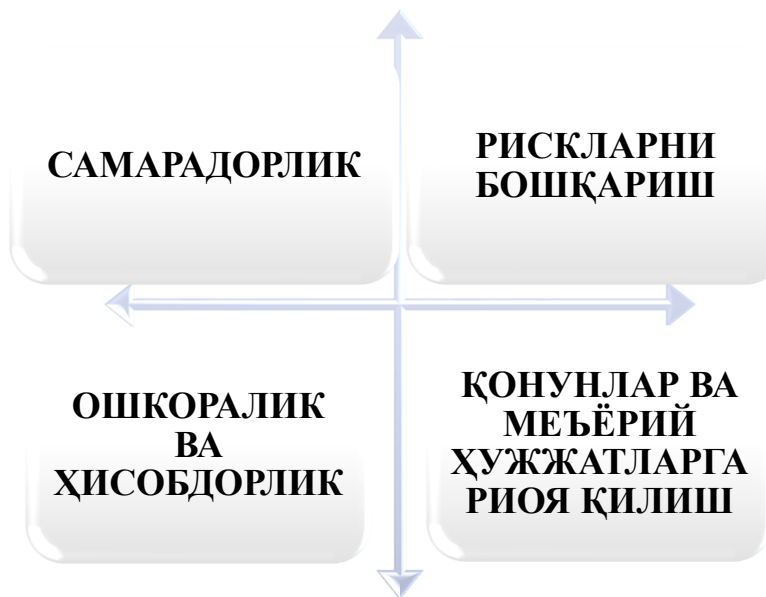 САМАРАДОРЛИК
РИСКЛАРНИ
БОШҚАРИШ
ОШКОРАЛИК
ВА
ҲИСОБДОРЛИК
ҚОНУНЛАР ВА
МЕЪЁРИЙ
ҲУЖЖАТЛАРГА
РИОЯ ҚИЛИШ